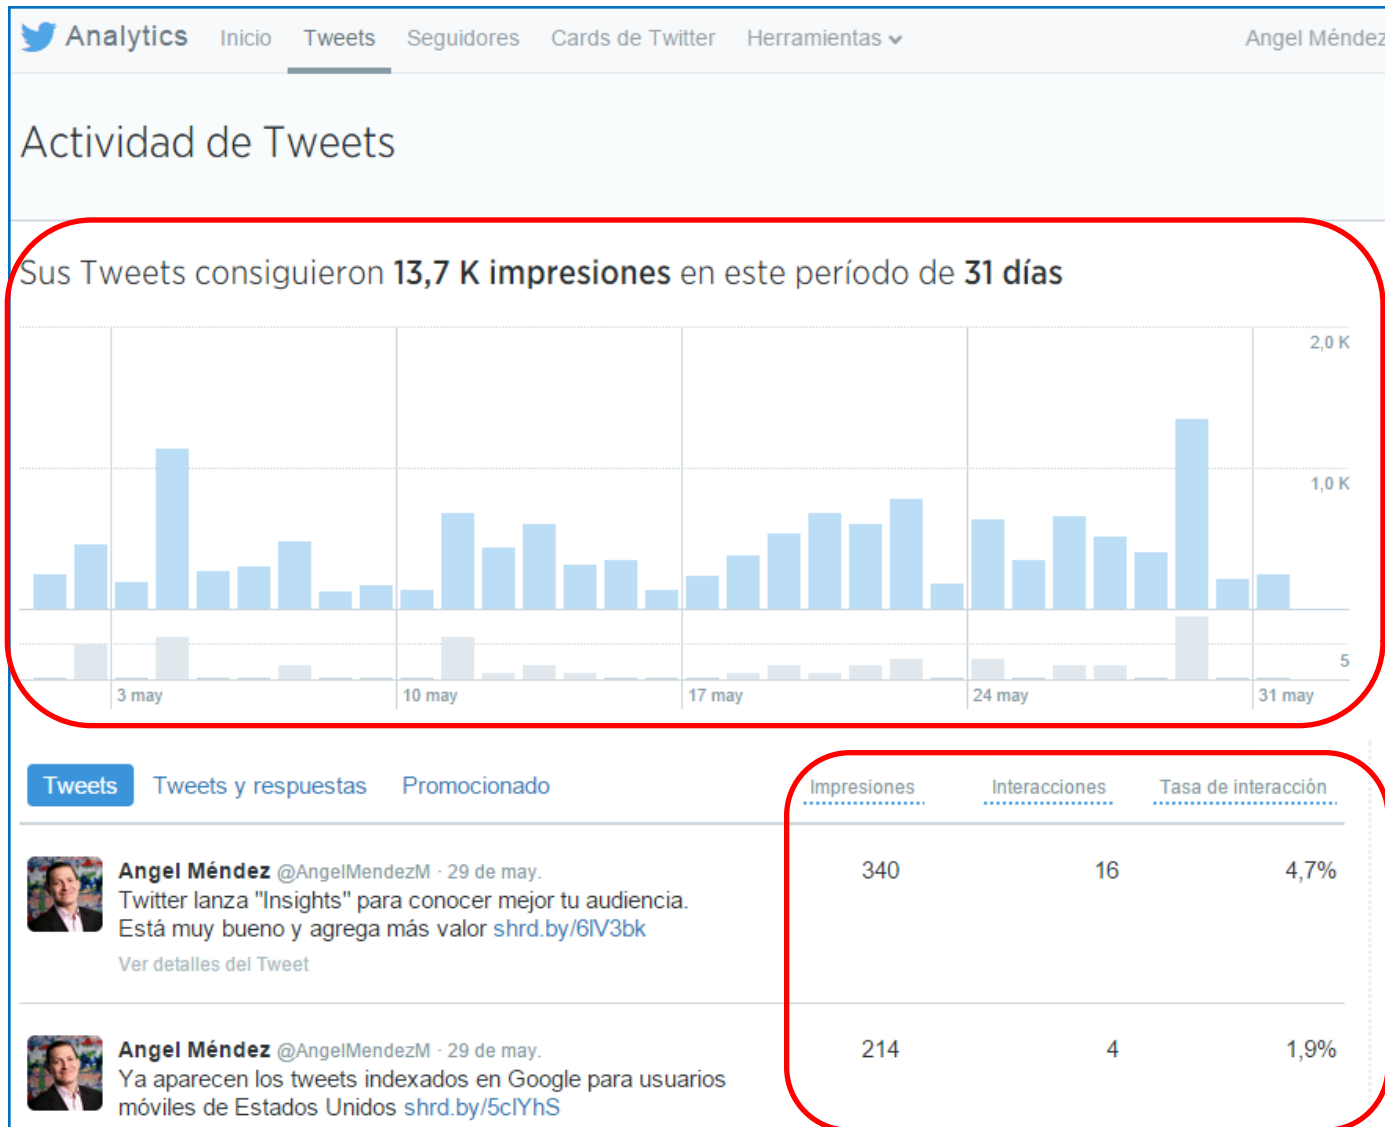 Analytics Inicio Tweets Seguidores Cards de Twitter Herramientas Angel Méndez
Actividad de Tweets
Sus Tweets consiguieron 13,7 K impresiones en este período de 31 días
2,0 K
1,0 K
5
3 may 10 may 17 may 24 may 31 may
Tweets Tweets y respuestas Promocionado Impresiones Interacciones Tasa de interacción
Angel Méndez @AngelMendezM · 29 de may. 340 16 4,7%
Twitter lanza "Insights" para conocer mejor tu audiencia.
Está muy bueno y agrega más valor shrd.by/6lV3bk
Ver detalles del Tweet
Angel Méndez @AngelMendezM · 29 de may. 214 4 1,9%
Ya aparecen los tweets indexados en Google para usuarios
móviles de Estados Unidos shrd.by/5clYhS